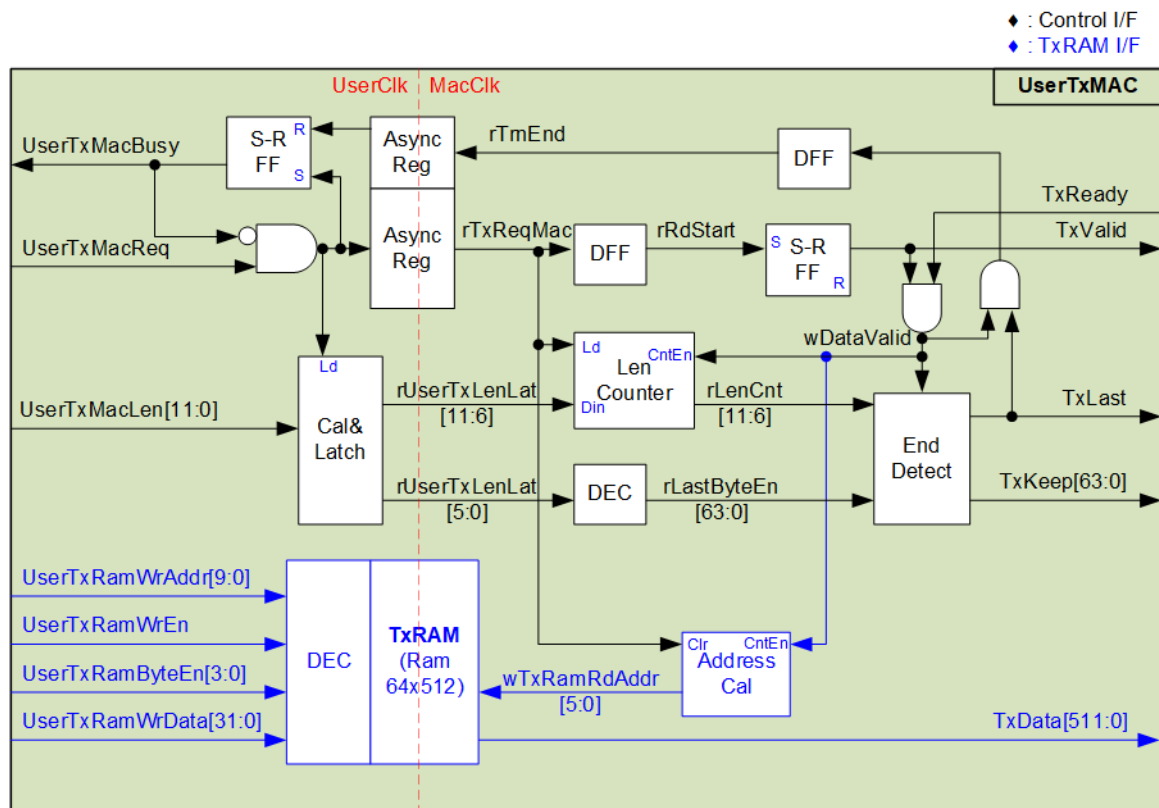 ♦ : Control I/F
♦ : TxRAM I/F
UserClk
MacClk
UserTxMAC
UserTxMacBusy
S-R
FF
R
S
Async
Reg
rTrnEnd
DFF
TxReady
UserTxMacReq
Async
Reg
rTxReqMac
DFF
rRdStart
S
S-R
FF
R
TxValid
wDataValid
Ld
UserTxMacLen[11:0]
Cal&
Latch
rUserTxLenLat
[11:6]
Ld
CntEn
Len
Counter
Din
rLenCnt
[11:6]
End
Detect
TxLast
rUserTxLenLat
[5:0]
DEC
rLastByteEn
[63:0]
TxKeep[63:0]
UserTxRamWrAddr[9:0]
UserTxRamWrEn
UserTxRamByteEn[3:0]
UserTxRamWrData[31:0]
DEC
TxRAM
(Ram
64x512)
wTxRamRdAddr
[5:0]
Clr
CntEn
Address
Cal
TxData[511:0]